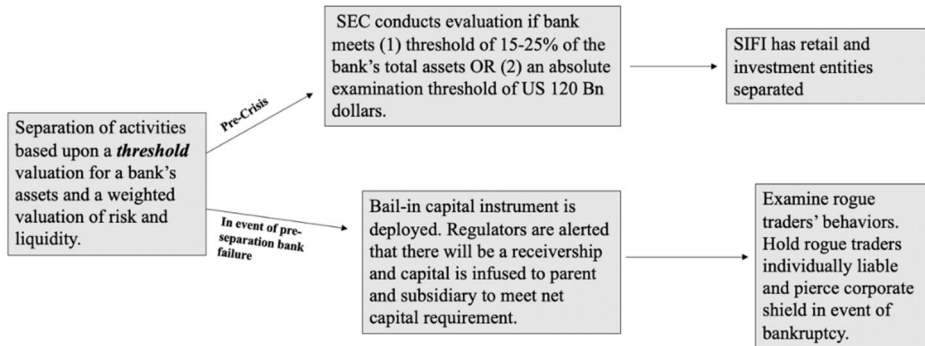 Separation of activities
based upon a threshold
valuation for a bank's
assets and a weighted
valuation of risk and
liquidity.
Pre-Crisis
SEC conducts evaluation if bank
meets (1) threshold of 15-25% of the
bank's total assets OR (2) an absolute
examination threshold of US 120 Bn
dollars.
SIFI has retail and
investment entities
separated
In event of pre-
separation bank
failure
Bail-in capital instrument is
deployed. Regulators are alerted
that there will be a receivership
and capital is infused to parent
and subsidiary to meet net
capital requirement.
Examine rogue
traders' behaviors.
Hold rogue traders
individually liable
and pierce corporate
shield in event of
bankruptcy.